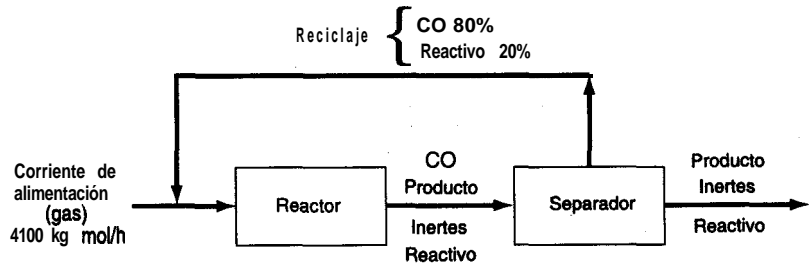 Reciclaje
CO 80%
Reactivo 20%
Corriente de
alimentación
(gas)
4100 kg mol/h
Reactor
CO
Producto
Inertes
Reactivo
Separador
Producto
Inertes
Reactivo